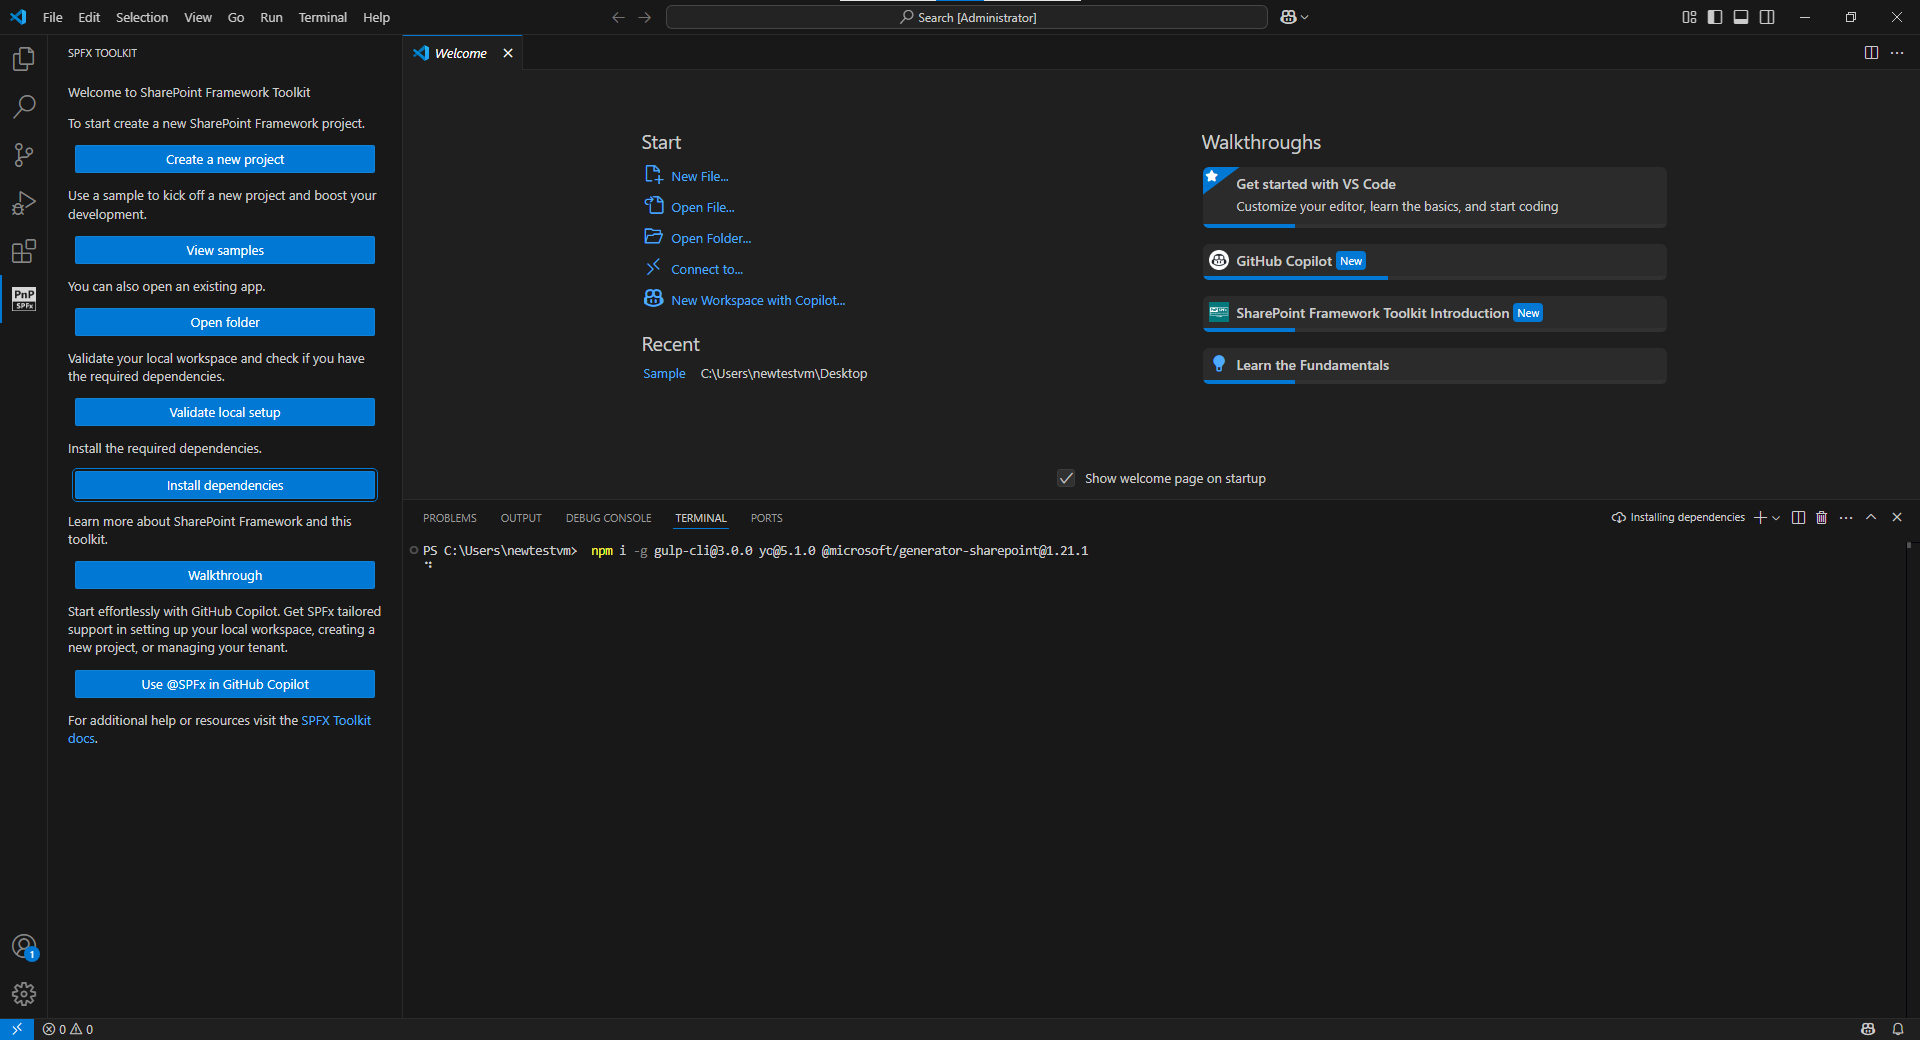 File Edit Selection View Go Run Terminal Help
Search [Administrator]
SPFX TOOLKIT
Welcome to SharePoint Framework Toolkit
To start create a new SharePoint Framework project.
Create a new project
Use a sample to kick off a new project and boost your
development.
View samples
You can also open an existing app.
Open folder
Validate your local workspace and check if you have
the required dependencies.
Validate local setup
Install the required dependencies.
Install dependencies
Learn more about SharePoint Framework and this
toolkit.
Walkthrough
Start effortlessly with GitHub Copilot. Get SPFx tailored
support in setting up your local workspace, creating a
new project, or managing your tenant.
Use @SPFx in GitHub Copilot
For additional help or resources visit the SPFX Toolkit
docs.
PnP
SPFx
1
Welcome
Start
New File...
Open File...
Open Folder...
Connect to...
New Workspace with Copilot...
Recent
Sample C:\Users\newtestvm\Desktop
Walkthroughs
Get started with VS Code
Customize your editor, learn the basics, and start coding
GitHub Copilot New
SharePoint Framework Toolkit Introduction New
Learn the Fundamentals
Show welcome page on startup
PROBLEMS OUTPUT DEBUG CONSOLE TERMINAL PORTS
Installing dependencies
PS C:\Users\newtestvm> npm i -g gulp-cli@3.0.0 yo@5.1.0 @microsoft/generator-sharepoint@1.21.1
0 0